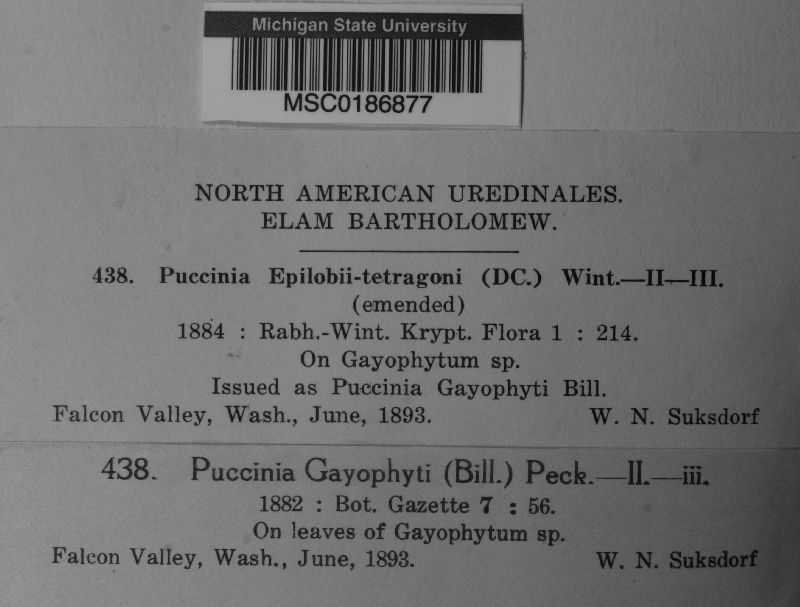 Michigan State University
MSC0186877
NORTH AMERICAN UREDINALES.
ELAM BARTHOLOMEW.
438. Puccinia Epilobii-tetragoni (DC.) Wint.—II—III.
(emended)
1884 : Rabh.-Wint. Krypt. Flora 1 : 214.
On Gayophytum sp.
Issued as Puccinia Gayophyti Bill.
Falcon Valley, Wash., June, 1893. W. N. Suksdorf
438. Puccinia Gayophyti (Bill.) Peck.—II.—iii.
1882 : Bot. Gazette 7 : 56.
On leaves of Gayophytum sp.
Falcon Valley, Wash., June, 1893. W. N. Suksdorf